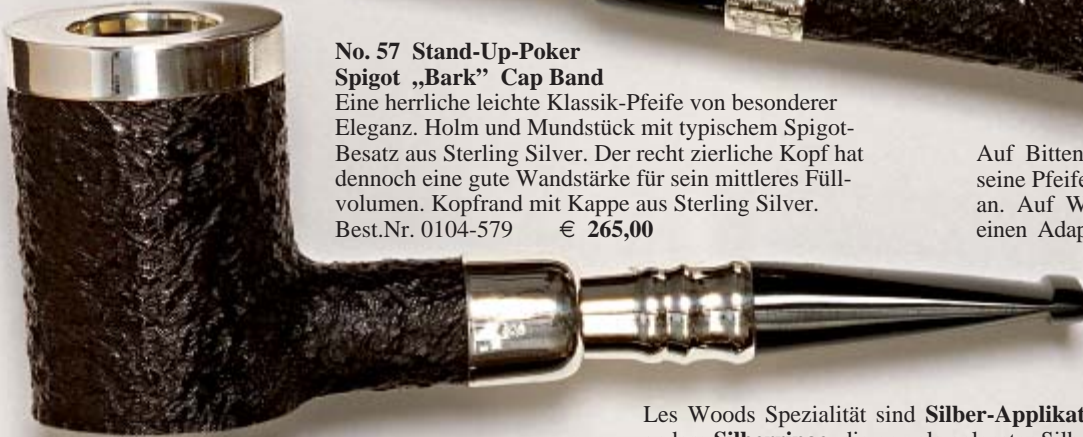 No. 57 Stand-Up-Poker
Spigot „Bark” Cap Band
Eine herrliche leichte Klassik-Pfeife von besonderer
Eleganz. Holm und Mundstück mit typischem Spigot-
Besatz aus Sterling Silver. Der recht zierliche Kopf hat
dennoch eine gute Wandstärke für sein mittleres Füll-
volumen. Kopfrand mit Kappe aus Sterling Silver.
Best.Nr. 0104-579 € 265,00
Auf Bitten
seine Pfeife
an. Auf W
einen Adap
Les Woods Spezialität sind Silber-Applikat